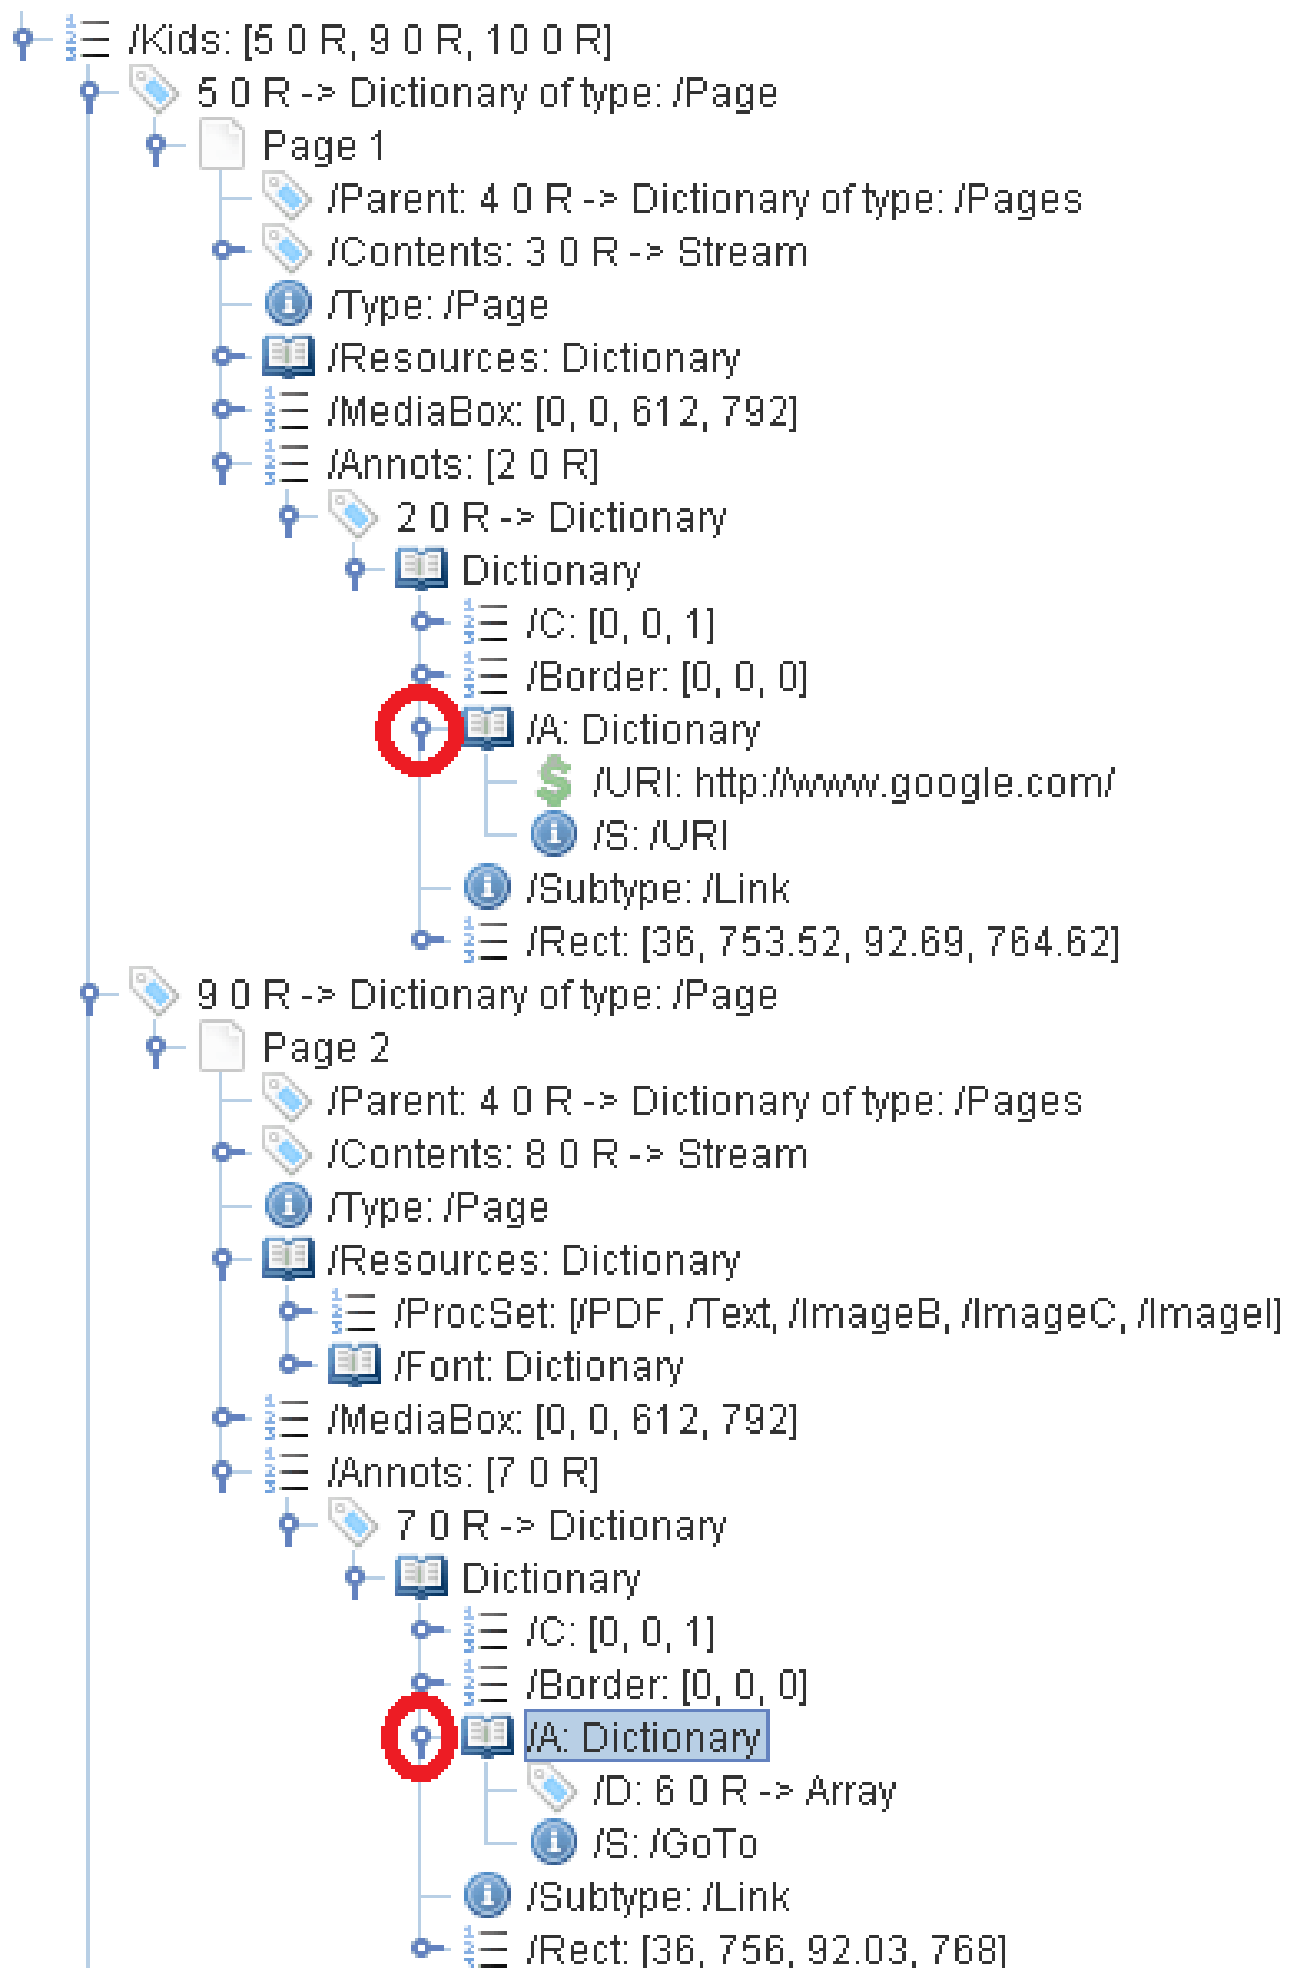 /Kids: [5 0 R, 9 0 R, 10 0 R]
5 0 R -> Dictionary of type: /Page
Page 1
/Parent: 4 0 R -> Dictionary of type: /Pages
/Contents: 3 0 R -> Stream
/Type: /Page
/Resources: Dictionary
/MediaBox: [0, 0, 612, 792]
/Annots: [2 0 R]
2 0 R -> Dictionary
Dictionary
/C: [0, 0, 1]
/Border: [0, 0, 0]
/A: Dictionary
/URI: http://www.google.com/
/S: /URI
/Subtype: /Link
/Rect: [36, 753.52, 92.69, 764.62]
9 0 R -> Dictionary of type: /Page
Page 2
/Parent: 4 0 R -> Dictionary of type: /Pages
/Contents: 8 0 R -> Stream
/Type: /Page
/Resources: Dictionary
/ProcSet: [/PDF, /Text, /ImageB, /ImageC, /ImageI]
/Font: Dictionary
/MediaBox: [0, 0, 612, 792]
/Annots: [7 0 R]
7 0 R -> Dictionary
Dictionary
/C: [0, 0, 1]
/Border: [0, 0, 0]
/A: Dictionary
/D: 6 0 R -> Array
/S: /GoTo
/Subtype: /Link
/Rect: [36, 756, 92.03, 768]